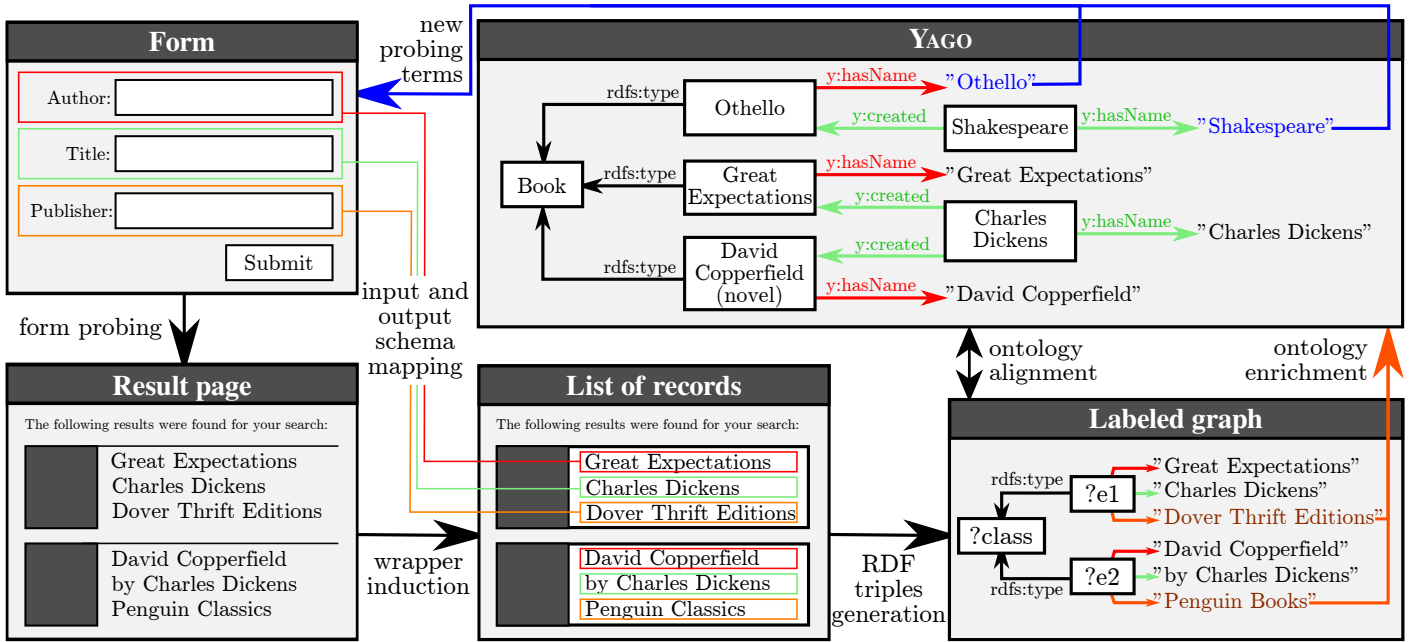 Form
Author:
Title:
Publisher:
Submit
new
probing
terms
YAGO
Othello
rdfs:type
y:hasName
"Othello"
y:created
Shakespeare
y:hasName
"Shakespeare"
Book
rdfs:type
Great
Expectations
y:hasName
"Great Expectations"
y:created
Charles
Dickens
y:hasName
"Charles Dickens"
y:created
rdfs:type
David
Copperfield
(novel)
y:hasName
"David Copperfield"
form probing
input and
output
schema
mapping
ontology
alignment
ontology
enrichment
Result page
The following results were found for your search:
Great Expectations
Charles Dickens
Dover Thrift Editions
David Copperfield
by Charles Dickens
Penguin Classics
wrapper
induction
List of records
The following results were found for your search:
Great Expectations
Charles Dickens
Dover Thrift Editions
David Copperfield
by Charles Dickens
Penguin Classics
RDF
triples
generation
Labeled graph
rdfs:type
?e1
"Great Expectations"
"Charles Dickens"
"Dover Thrift Editions"
?class
rdfs:type
?e2
"David Copperfield"
"by Charles Dickens"
"Penguin Books"